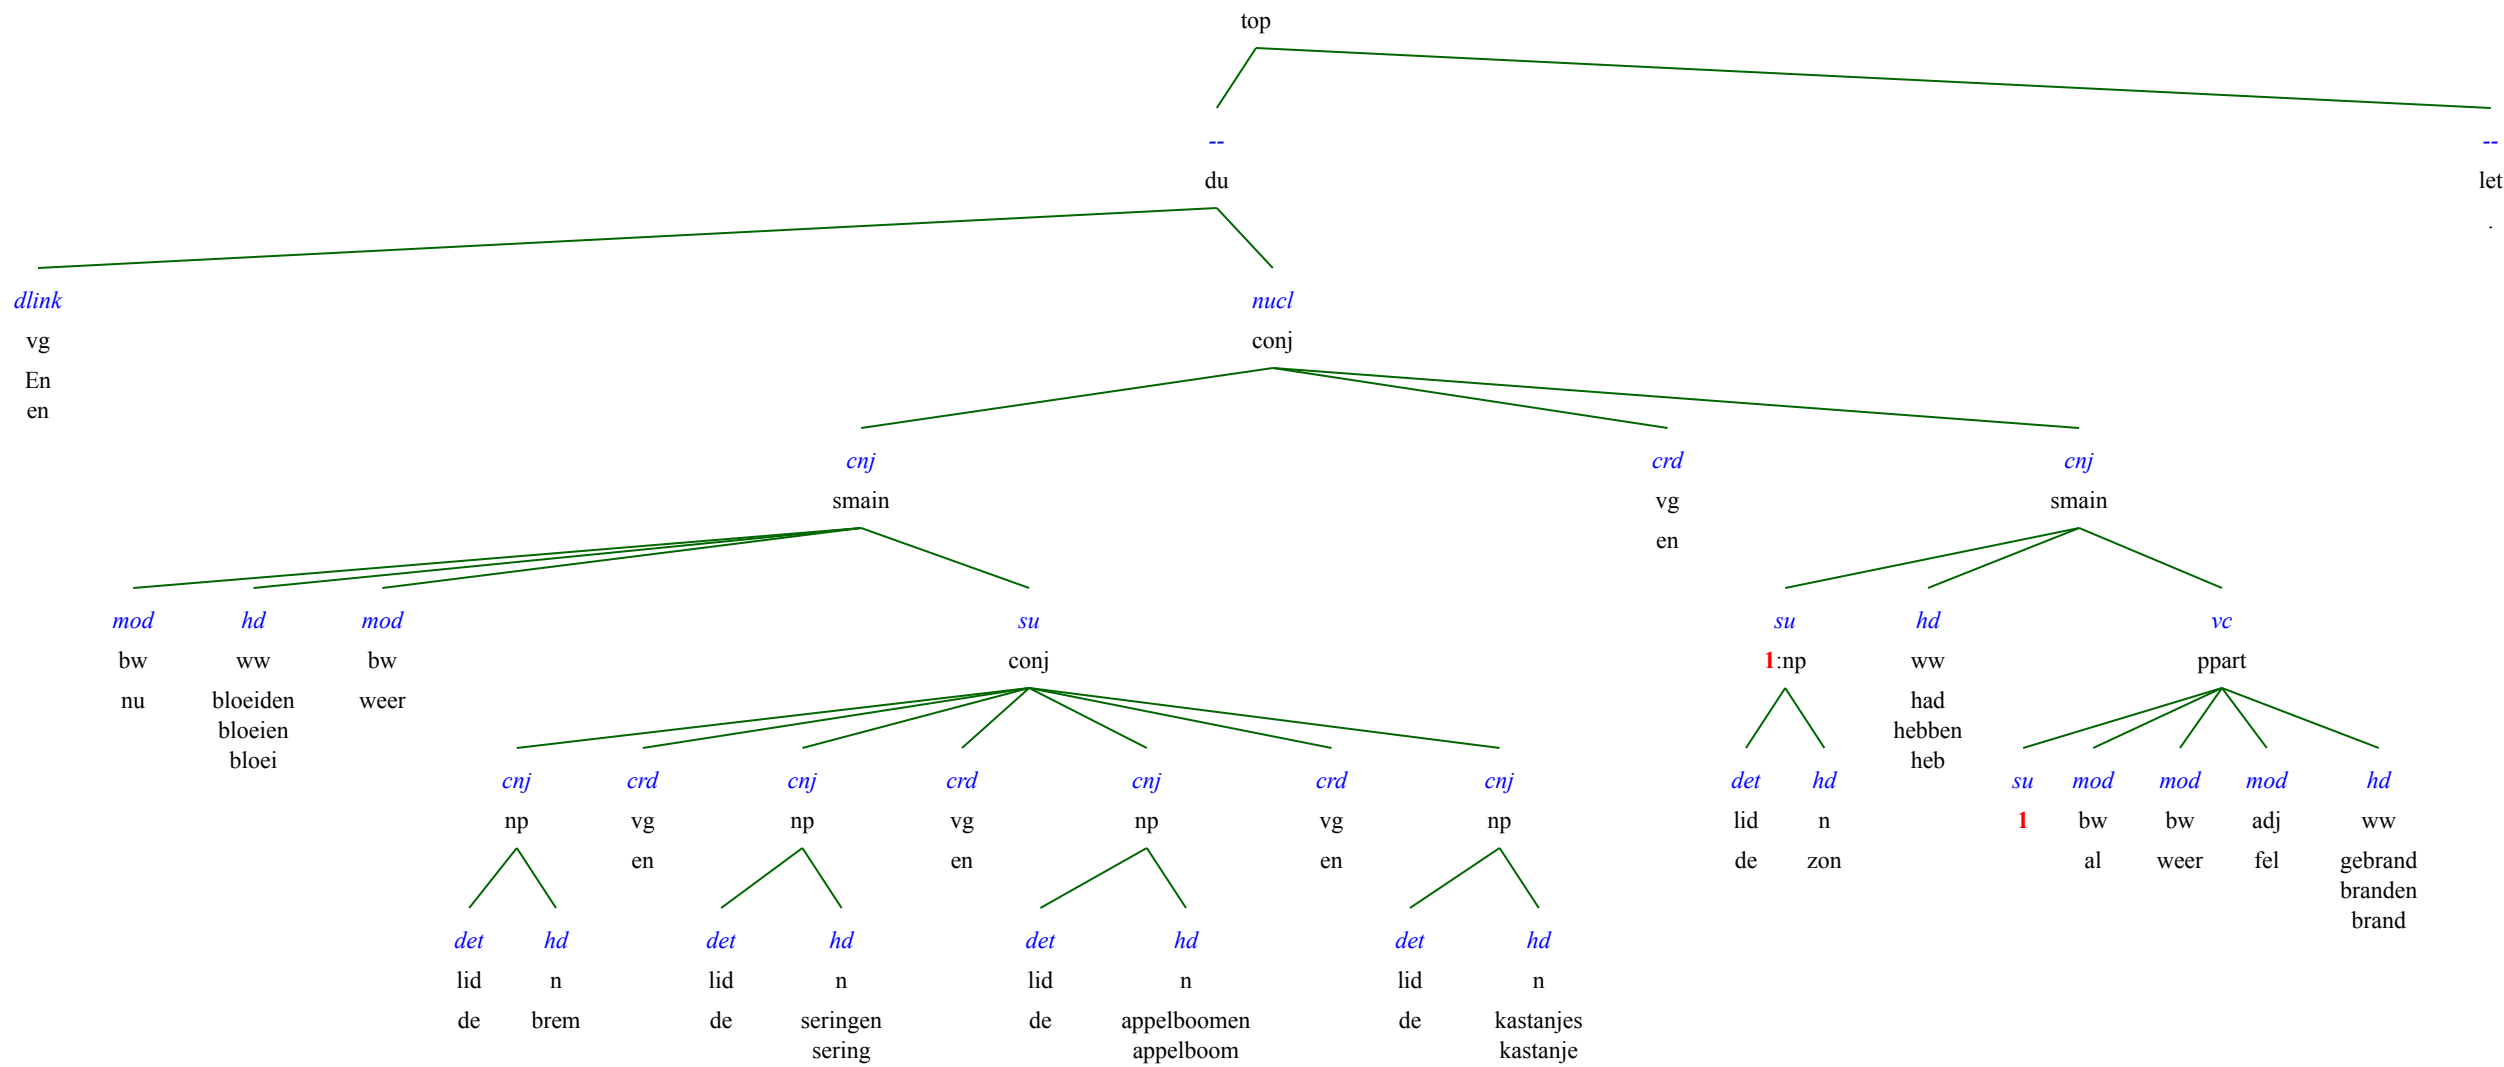 top
-- --
du let
.
dlink nucl
vg conj
En
en
cnj crd cnj
smain vg smain
en
mod hd mod su su hd vc
bw ww bw conj 1:np ww ppart
nu bloeiden weer had
bloeien hebben
bloei heb
cnj crd cnj crd cnj crd cnj det hd su mod mod mod hd
np vg np vg np vg np lid n 1 bw bw adj ww
en en en de zon al weer fel gebrand
branden
brand
det hd det hd det hd det hd
lid n lid n lid n lid n
de brem de seringen de appelboomen de kastanjes
sering appelboom kastanje